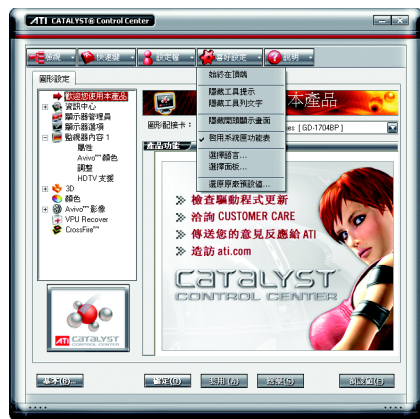 ATI CATALYST® Control Center
檢視
快速鍵
設定檔
喜好設定
說明
圖形設定
始終在頂端
隱藏工具提示
隱藏工具列文字
隱藏開頭顯示畫面
啓用系統匣功能表
選擇語言...
選擇面板...
還原原廠預設值...
歡迎您使用本產品
資訊中心
顯示器管理員
顯示器選項
監視器內容 1
屬性
Avivo™ 顏色
調整
HDTV 支援
3D
顏色
Avivo™ 影像
VPU Recover
CrossFire™
本產品
圖形配接卡：
es [GD-1704BP ]
產品功能
檢查驅動程式更新
洽詢 CUSTOMER CARE
傳送您的意見反應給 ATI
造訪 ati.com
CATALYST
CONTROL CENTER
ATI CATALYST
CONTROL CENTER
基本(B)...
確定(O)
套用 (A)
預設值(F)